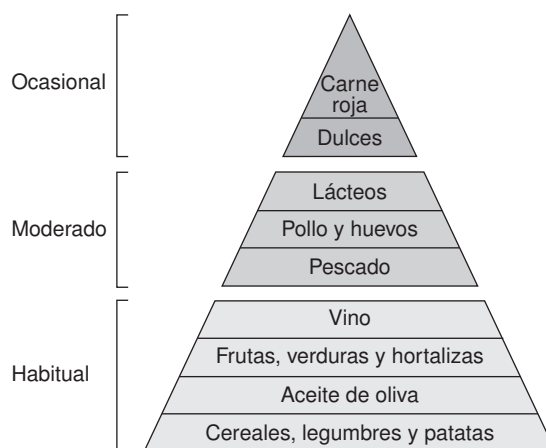 Ocasional
Carne
roja
Dulces
Moderado
Lácteos
Pollo y huevos
Pescado
Habitual
Vino
Frutas, verduras y hortalizas
Aceite de oliva
Cereales, legumbres y patatas